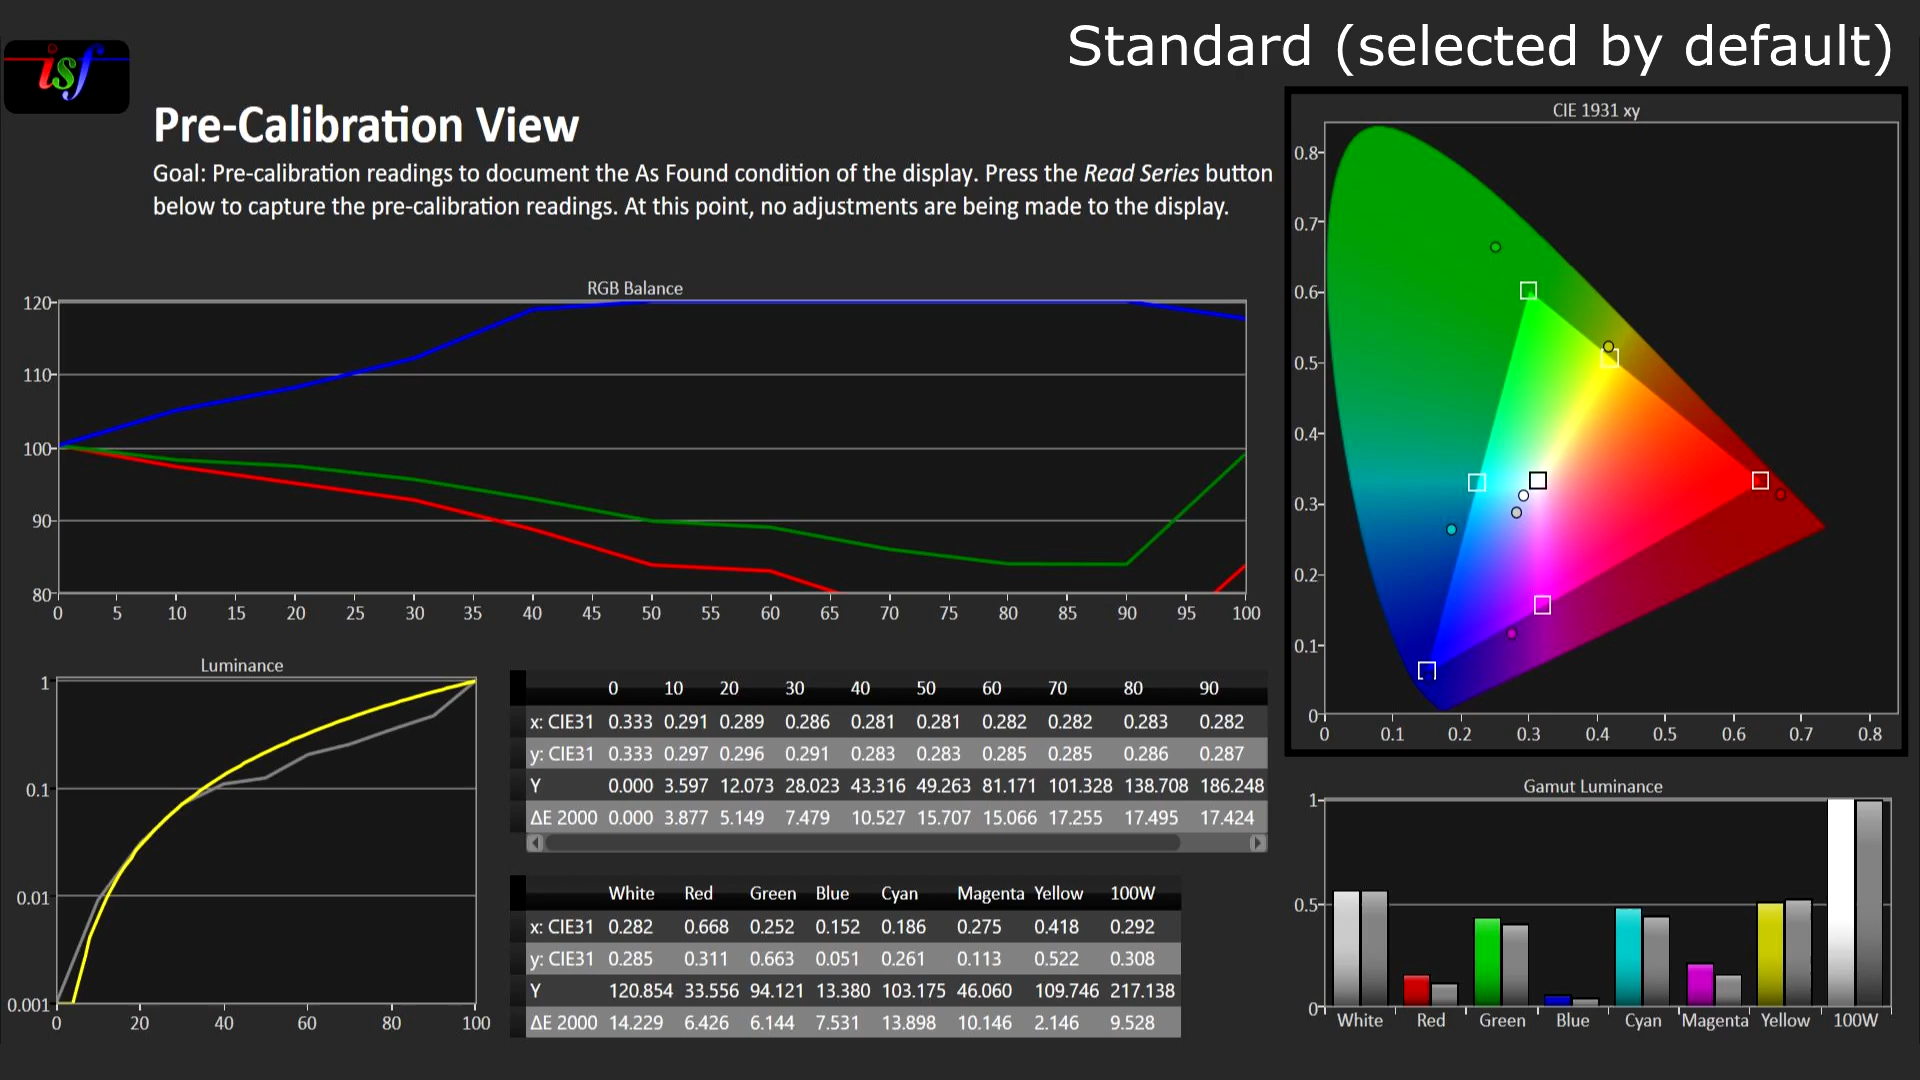 Standard (selected by default)
isf
Pre-Calibration View
Goal: Pre-calibration readings to document the As Found condition of the display. Press the Read Series button
below to capture the pre-calibration readings. At this point, no adjustments are being made to the display.
RGB Balance
120
110
100
90
80
0 5 10 15 20 25 30 35 40 45 50 55 60 65 70 75 80 85 90 95 100
CIE 1931 xy
0.8
0.7
0.6
0.5
0.4
0.3
0.2
0.1
0
0 0.1 0.2 0.3 0.4 0.5 0.6 0.7 0.8
Luminance
1
0.1
0.01
0.001
0 20 40 60 80 100
0 10 20 30 40 50 60 70 80 90
x: CIE31 0.333 0.291 0.289 0.286 0.281 0.281 0.282 0.282 0.283 0.282
y: CIE31 0.333 0.297 0.296 0.291 0.283 0.283 0.285 0.285 0.286 0.287
Y 0.000 3.597 12.073 28.023 43.316 49.263 81.171 101.328 138.708 186.248
ΔE 2000 0.000 3.877 5.149 7.479 10.527 15.707 15.066 17.255 17.495 17.424
White Red Green Blue Cyan Magenta Yellow 100W
x: CIE31 0.282 0.668 0.252 0.152 0.186 0.275 0.418 0.292
y: CIE31 0.285 0.311 0.663 0.051 0.261 0.113 0.522 0.308
Y 120.854 33.556 94.121 13.380 103.175 46.060 109.746 217.138
ΔE 2000 14.229 6.426 6.144 7.531 13.898 10.146 2.146 9.528
Gamut Luminance
1
0.5
0
White Red Green Blue Cyan Magenta Yellow 100W